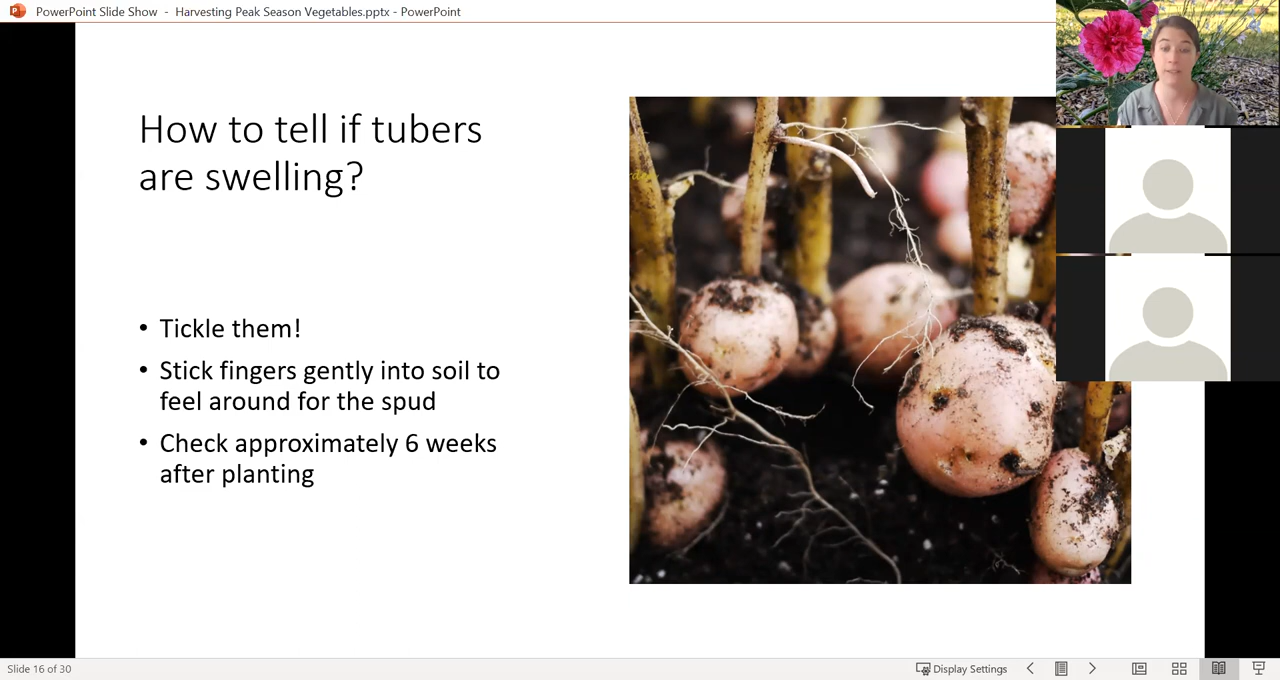 PowerPoint Slide Show - Harvesting Peak Season Vegetables.pptx - PowerPoint
How to tell if tubers
are swelling?
• Tickle them!
• Stick fingers gently into soil to
feel around for the spud
• Check approximately 6 weeks
after planting
Slide 16 of 30
Display Settings